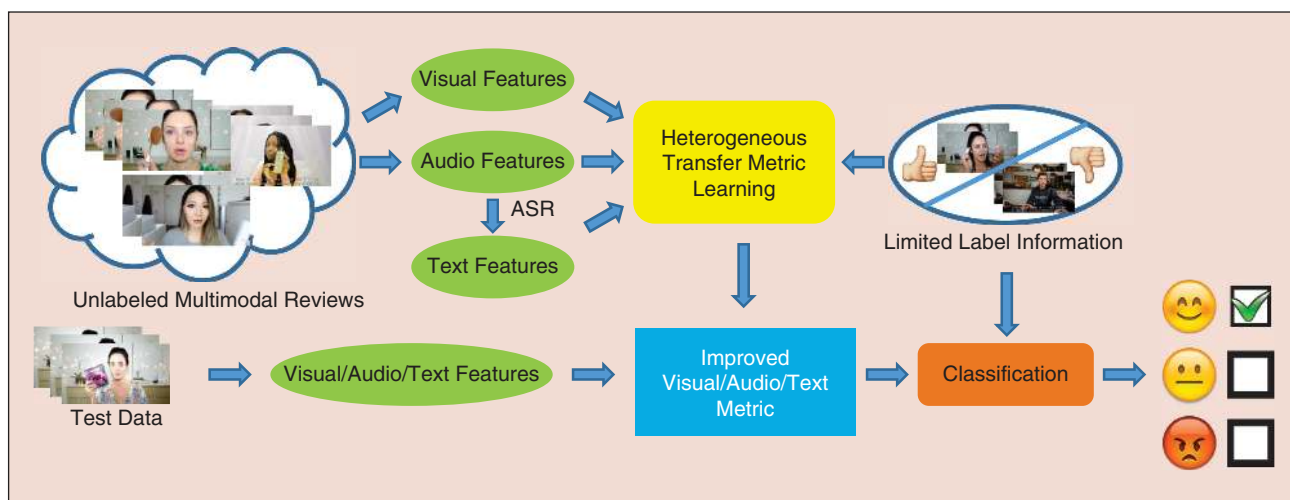 Visual Features
Audio Features
ASR
Text Features
Heterogeneous
Transfer Metric
Learning
Limited Label Information
Unlabeled Multimodal Reviews
Test Data
Visual/Audio/Text Features
Improved
Visual/Audio/Text
Metric
Classification